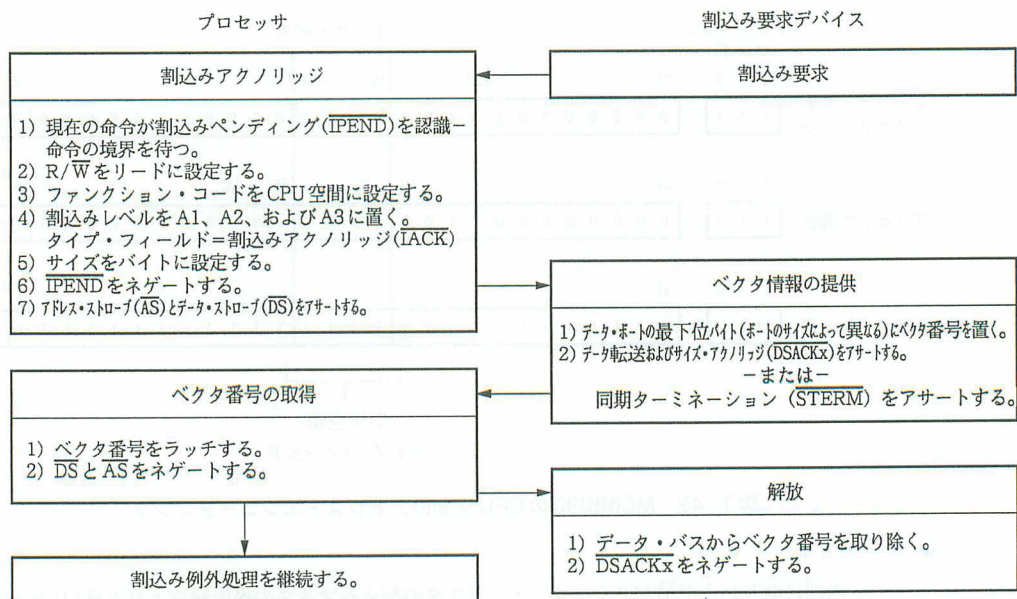 プロセッサ
割込み要求デバイス
割込みアクノリッジ
割込み要求
1) 現在の命令が割込みペンディング(IPEND)を認識−
命令の境界を待つ。
2) R/Wをリードに設定する。
3) ファンクション・コードをCPU空間に設定する。
4) 割込みレベルをA1、A2、およびA3に置く。
タイプ・フィールド=割込みアクノリッジ(IACK)
5) サイズをバイトに設定する。
6) IPENDをネゲートする。
7) アドレス・ストローブ(AS)とデータ・ストローブ(DS)をアサートする。
ベクタ情報の提供
1) データ・ポートの最下位バイト(ポートのサイズによって異なる)にベクタ番号を置く。
2) データ転送およびサイズ・アクノリッジ(DSACKx)をアサートする。
−または−
同期ターミネーション (STERM) をアサートする。
ベクタ番号の取得
1) ベクタ番号をラッチする。
2) DSとASをネゲートする。
解放
1) データ・バスからベクタ番号を取り除く。
2) DSACKxをネゲートする。
割込み例外処理を継続する。